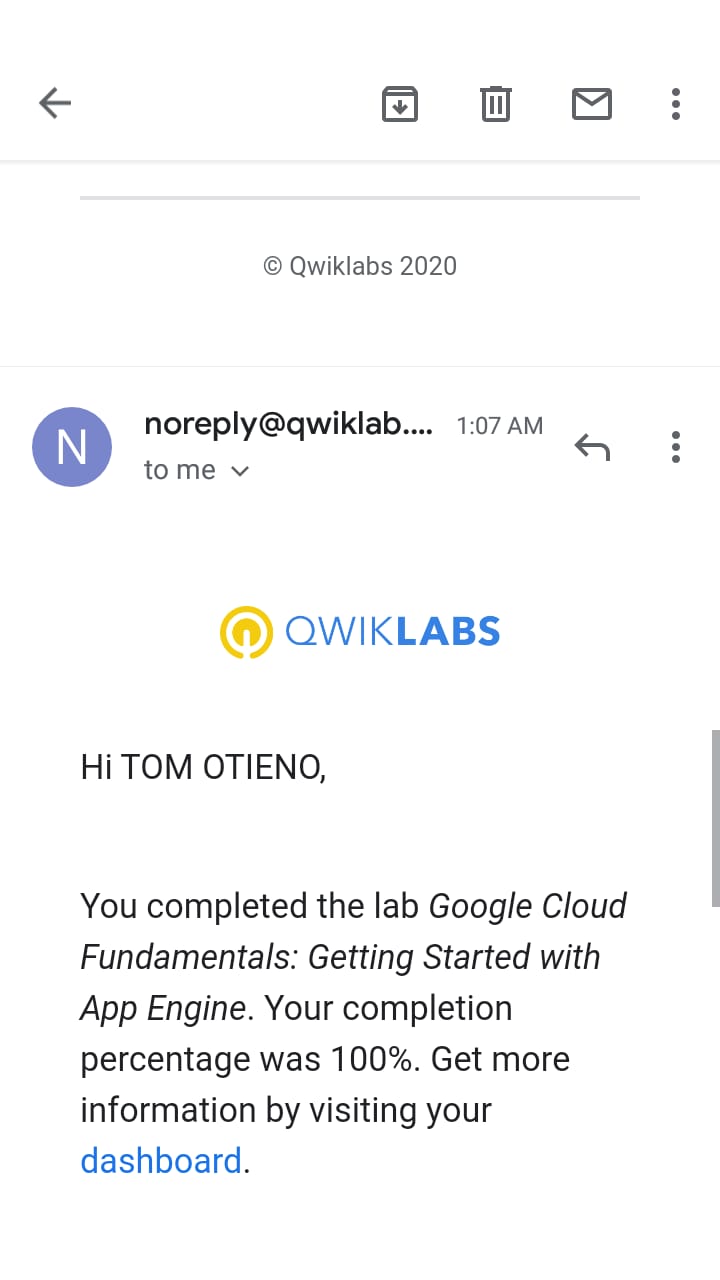 © Qwiklabs 2020
N
noreply@qwiklab.... 1:07 AM
to me
QWIKLABS
Hi TOM OTIENO,
You completed the lab Google Cloud
Fundamentals: Getting Started with
App Engine. Your completion
percentage was 100%. Get more
information by visiting your
dashboard.